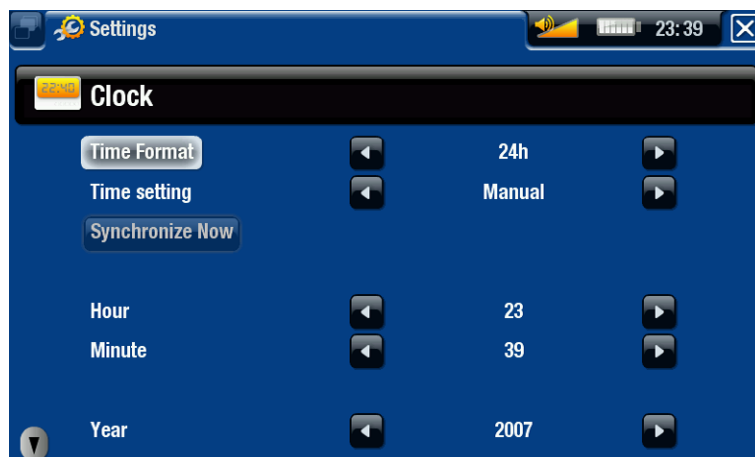 Settings 23:39
22:40 Clock
Time Format 24h
Time setting Manual
Synchronize Now
Hour 23
Minute 39
Year 2007